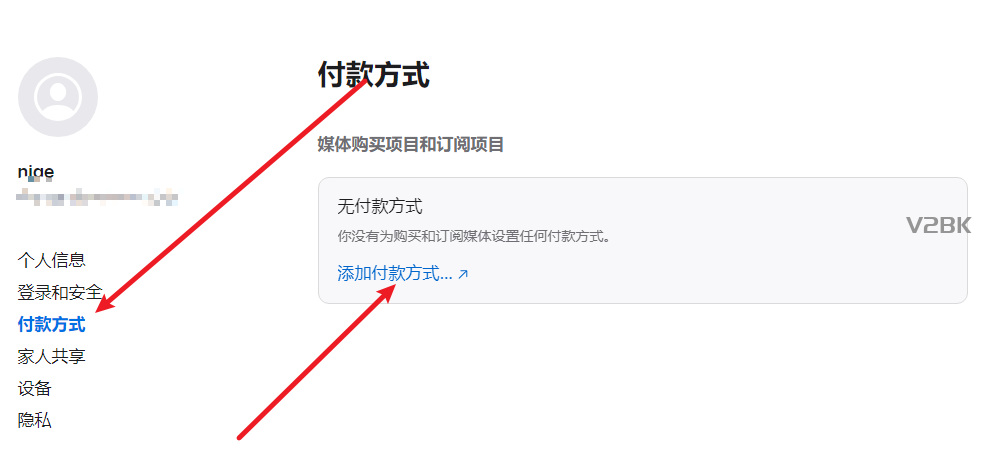 付款方式
媒体购买项目和订阅项目
无付款方式
你没有为购买和订阅媒体设置任何付款方式。
添加付款方式... ↗
V2BK
nige
个人信息
登录和安全
付款方式
家人共享
设备
隐私